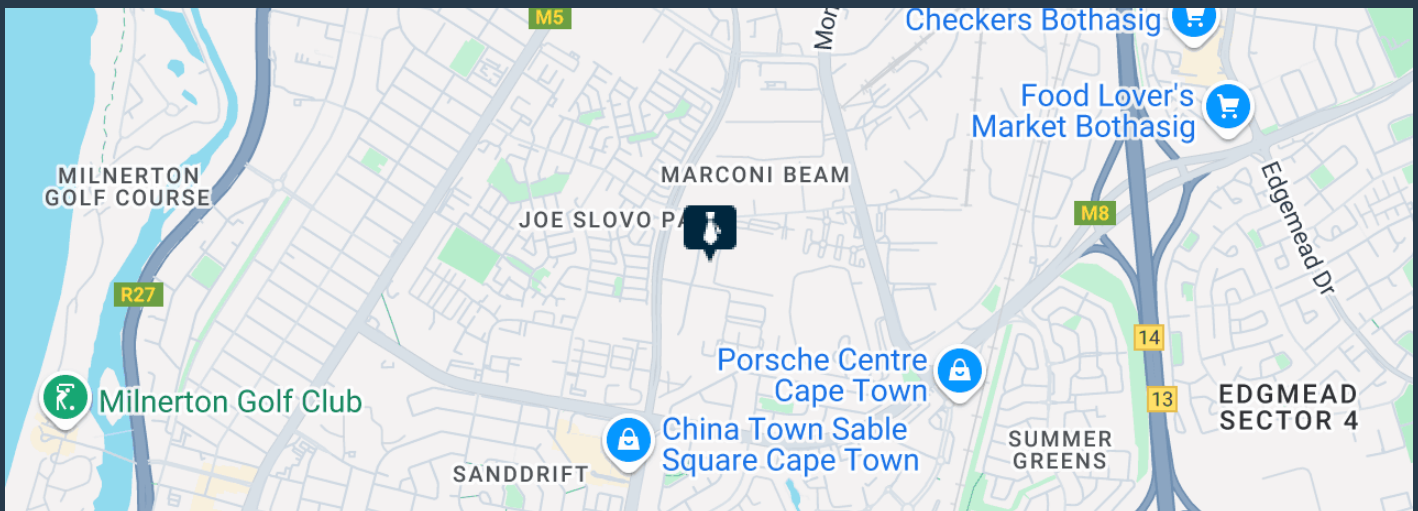 M5
Checkers Bothasig
Food Lover's
Market Bothasig
MILNERTON
GOLF COURSE
MARCONI BEAM
JOE SLOVO
M8
Edgemead Dr
R27
14
Porsche Centre
Cape Town
13
EDGMEAD
SECTOR 4
Milnerton Golf Club
China Town Sable
Square Cape Town
SUMMER
GREENS
SANDDRIFT